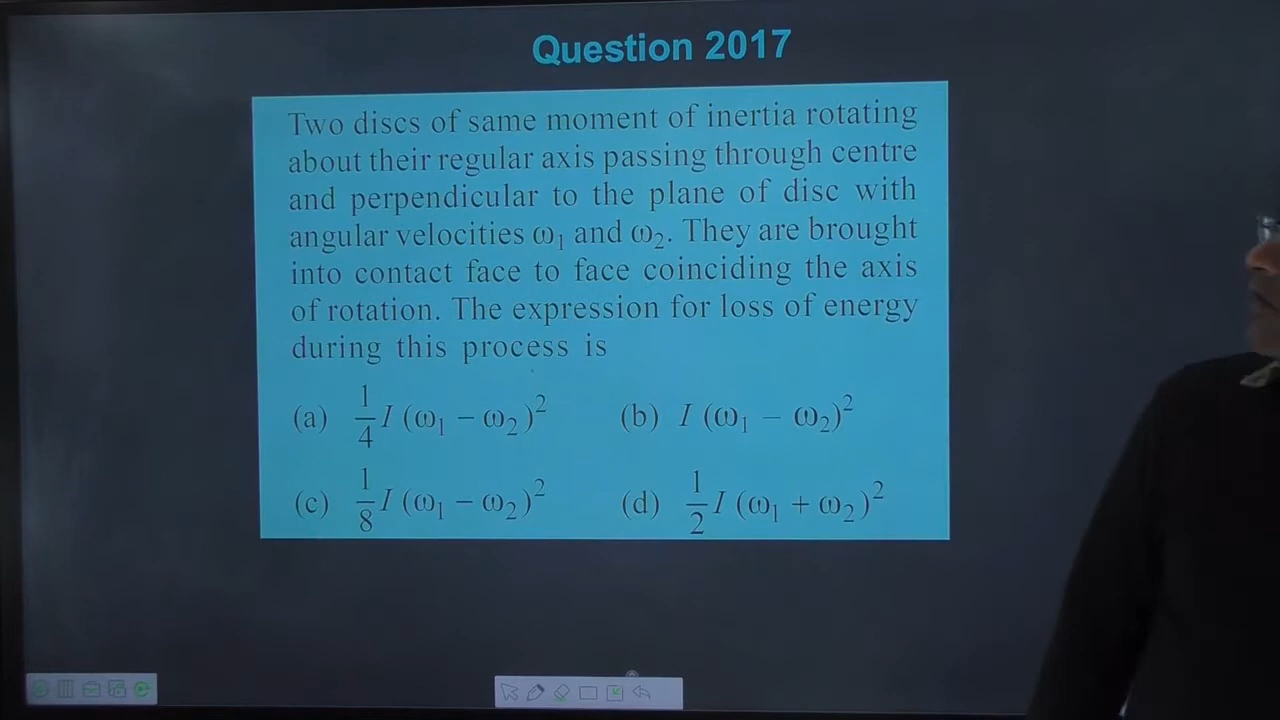 Question 2017
Two discs of same moment of inertia rotating
about their regular axis passing through centre
and perpendicular to the plane of disc with
angular velocities ω₁ and ω₂. They are brought
into contact face to face coinciding the axis
of rotation. The expression for loss of energy
during this process is
(a) 1/4 I (ω₁ − ω₂)² (b) I (ω₁ − ω₂)²
(c) 1/8 I (ω₁ − ω₂)² (d) 1/2 I (ω₁ + ω₂)²